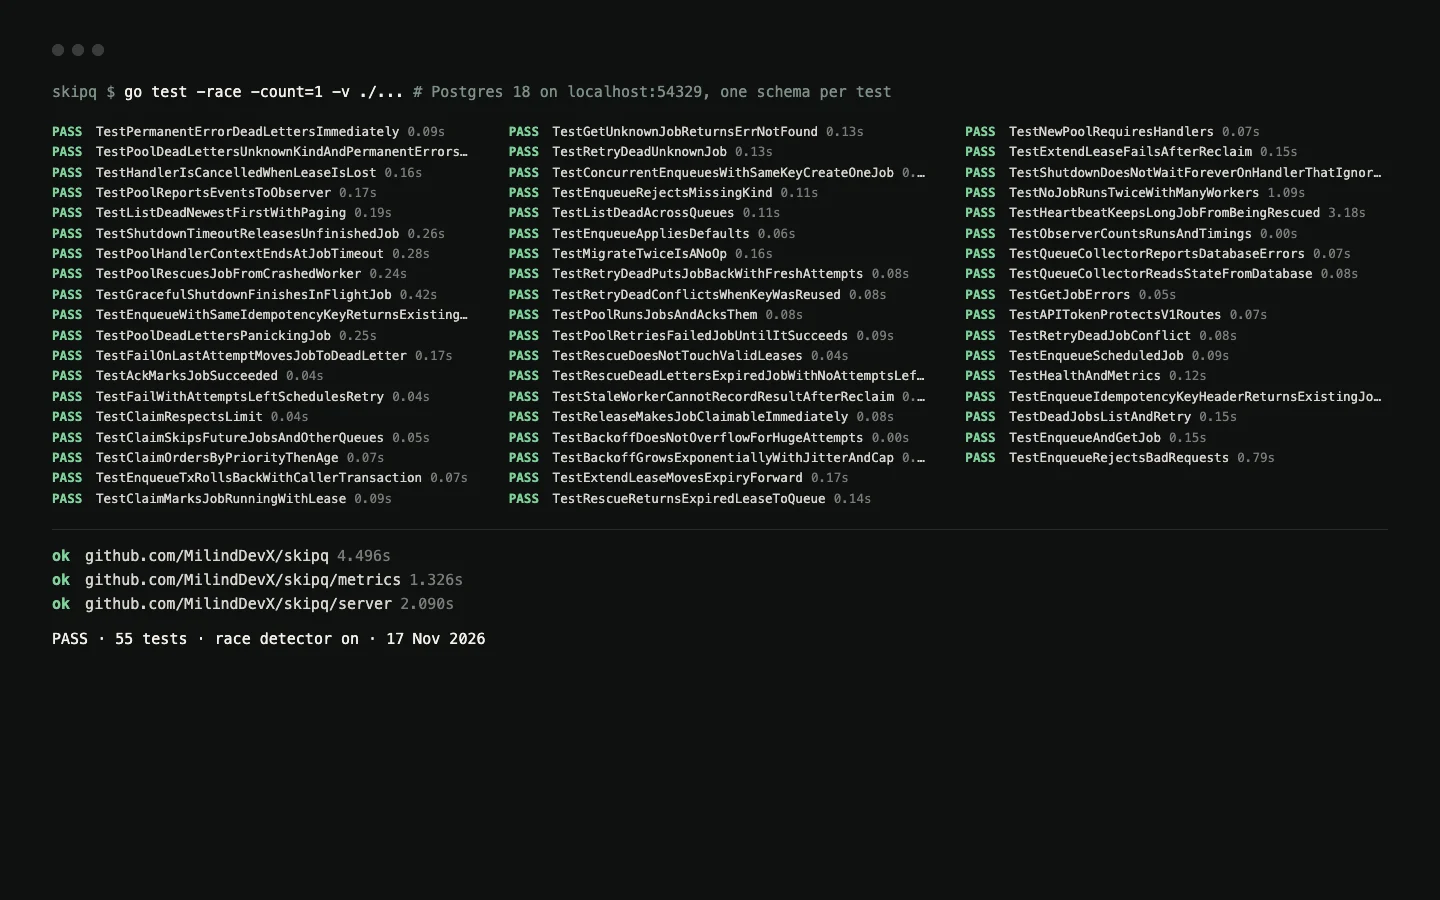 skipq $ go test -race -count=1 -v ./... # Postgres 18 on localhost:54329, one schema per test
PASS TestPermanentErrorDeadLettersImmediately 0.09s
PASS TestPoolDeadLettersUnknownKindAndPermanentErrors…
PASS TestHandlerIsCancelledWhenLeaseIsLost 0.16s
PASS TestPoolReportsEventsToObserver 0.17s
PASS TestListDeadNewestFirstWithPaging 0.19s
PASS TestShutdownTimeoutReleasesUnfinishedJob 0.26s
PASS TestPoolHandlerContextEndsAtJobTimeout 0.28s
PASS TestPoolRescuesJobFromCrashedWorker 0.24s
PASS TestGracefulShutdownFinishesInFlightJob 0.42s
PASS TestEnqueueWithSameIdempotencyKeyReturnsExisting…
PASS TestPoolDeadLettersPanickingJob 0.25s
PASS TestFailOnLastAttemptMovesJobToDeadLetter 0.17s
PASS TestAckMarksJobSucceeded 0.04s
PASS TestFailWithAttemptsLeftSchedulesRetry 0.04s
PASS TestClaimRespectsLimit 0.04s
PASS TestClaimSkipsFutureJobsAndOtherQueues 0.05s
PASS TestClaimOrdersByPriorityThenAge 0.07s
PASS TestEnqueueTxRollsBackWithCallerTransaction 0.07s
PASS TestClaimMarksJobRunningWithLease 0.09s
PASS TestGetUnknownJobReturnsErrNotFound 0.13s
PASS TestRetryDeadUnknownJob 0.13s
PASS TestConcurrentEnqueuesWithSameKeyCreateOneJob 0.…
PASS TestEnqueueRejectsMissingKind 0.11s
PASS TestListDeadAcrossQueues 0.11s
PASS TestEnqueueAppliesDefaults 0.06s
PASS TestMigrateTwiceIsANoOp 0.16s
PASS TestRetryDeadPutsJobBackWithFreshAttempts 0.08s
PASS TestRetryDeadConflictsWhenKeyWasReused 0.08s
PASS TestPoolRunsJobsAndAcksThem 0.08s
PASS TestPoolRetriesFailedJobUntilItSucceeds 0.09s
PASS TestRescueDoesNotTouchValidLeases 0.04s
PASS TestRescueDeadLettersExpiredJobWithNoAttemptsLef…
PASS TestStaleWorkerCannotRecordResultAfterReclaim 0.…
PASS TestReleaseMakesJobClaimableImmediately 0.08s
PASS TestBackoffDoesNotOverflowForHugeAttempts 0.00s
PASS TestBackoffGrowsExponentiallyWithJitterAndCap 0.…
PASS TestExtendLeaseMovesExpiryForward 0.17s
PASS TestRescueReturnsExpiredLeaseToQueue 0.14s
PASS TestNewPoolRequiresHandlers 0.07s
PASS TestExtendLeaseFailsAfterReclaim 0.15s
PASS TestShutdownDoesNotWaitForeverOnHandlerThatIgnor…
PASS TestNoJobRunsTwiceWithManyWorkers 1.09s
PASS TestHeartbeatKeepsLongJobFromBeingRescued 3.18s
PASS TestObserverCountsRunsAndTimings 0.00s
PASS TestQueueCollectorReportsDatabaseErrors 0.07s
PASS TestQueueCollectorReadsStateFromDatabase 0.08s
PASS TestGetJobErrors 0.05s
PASS TestAPITokenProtectsV1Routes 0.07s
PASS TestRetryDeadJobConflict 0.08s
PASS TestEnqueueScheduledJob 0.09s
PASS TestHealthAndMetrics 0.12s
PASS TestEnqueueIdempotencyKeyHeaderReturnsExistingJo…
PASS TestDeadJobsListAndRetry 0.15s
PASS TestEnqueueAndGetJob 0.15s
PASS TestEnqueueRejectsBadRequests 0.79s
ok github.com/MilindDevX/skipq 4.496s
ok github.com/MilindDevX/skipq/metrics 1.326s
ok github.com/MilindDevX/skipq/server 2.090s
PASS · 55 tests · race detector on · 17 Nov 2026